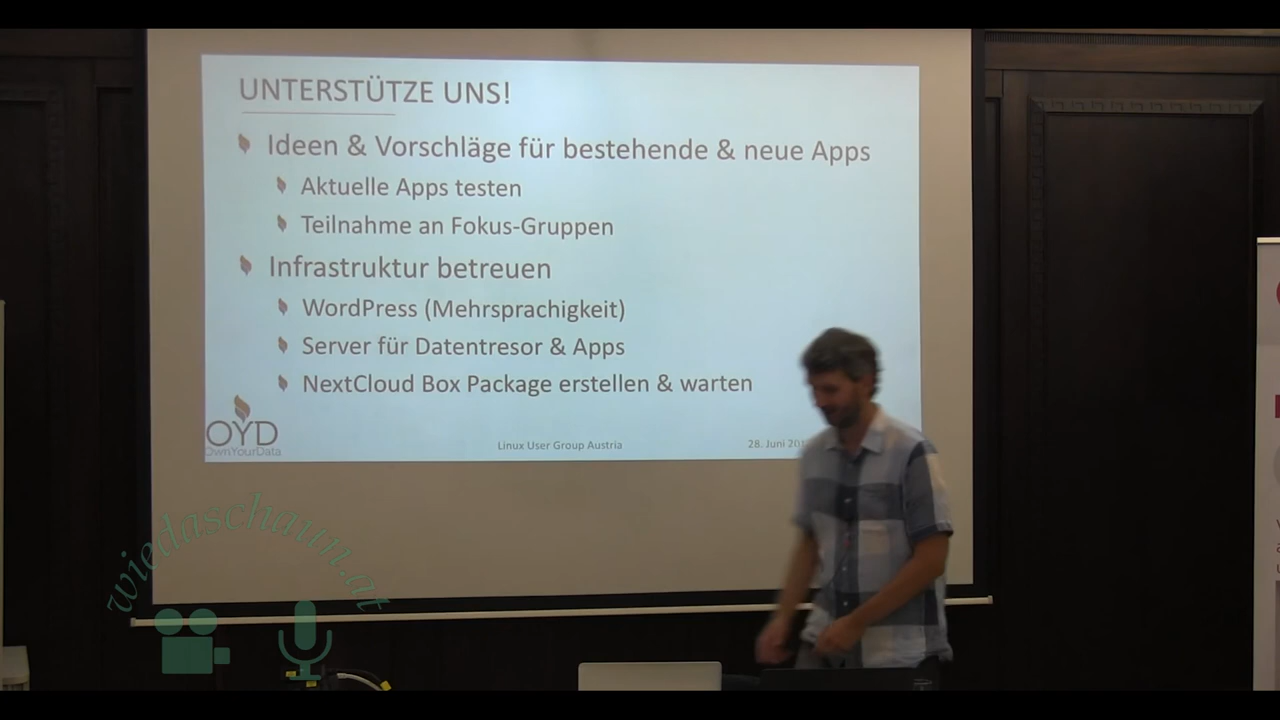 UNTERSTÜTZE UNS!
Ideen & Vorschläge für bestehende & neue Apps
Aktuelle Apps testen
Teilnahme an Fokus-Gruppen
Infrastruktur betreuen
WordPress (Mehrsprachigkeit)
Server für Datentresor & Apps
NextCloud Box Package erstellen & warten
OYD
OwnYourData
Linux User Group Austria
28. Juni
wiedaschaun.at